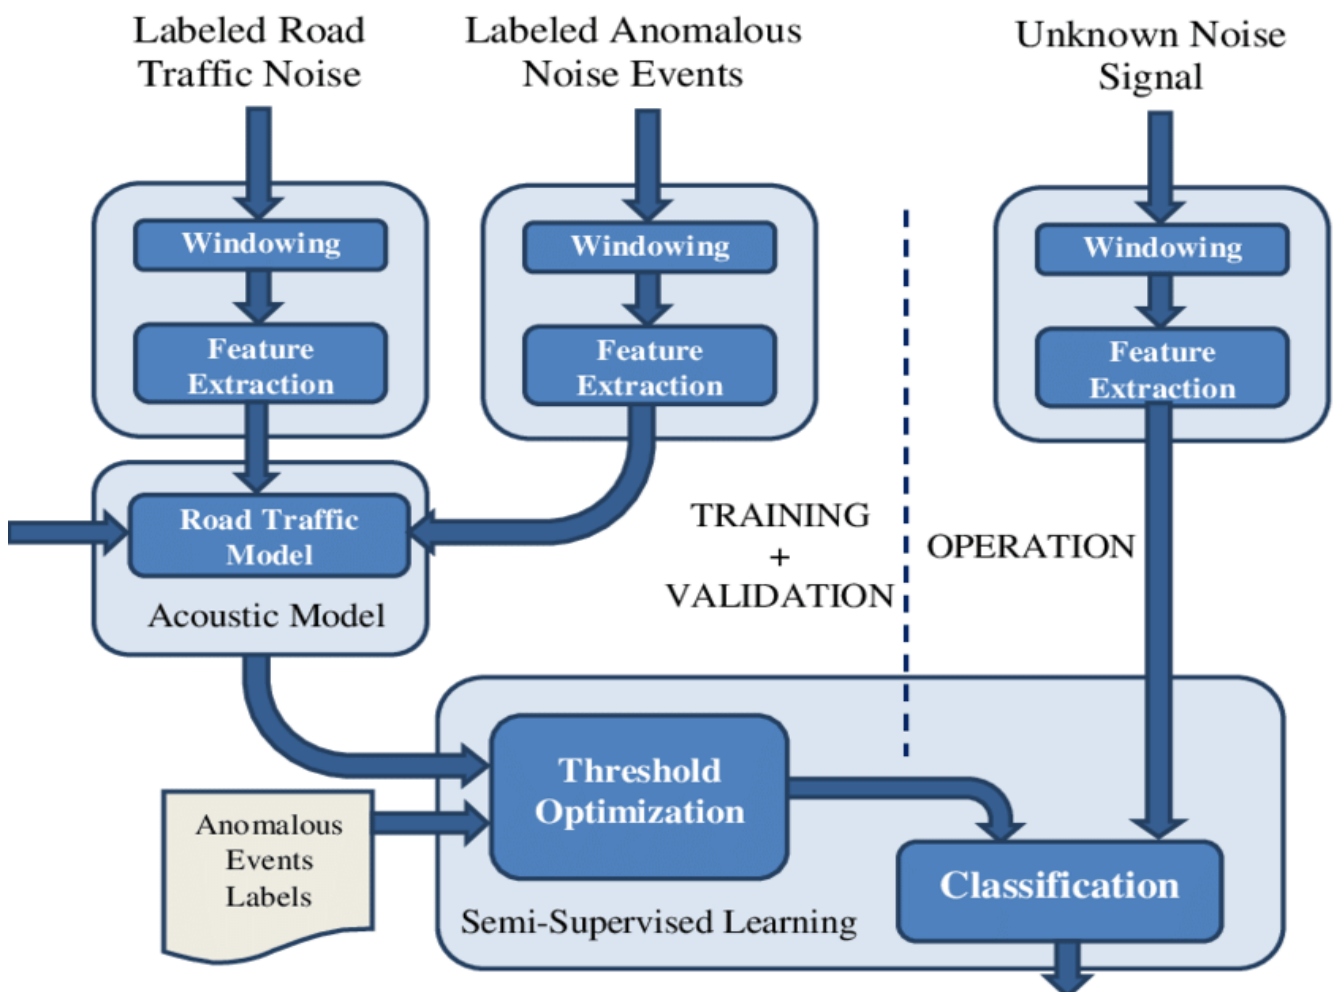 Labeled Road
Traffic Noise
Labeled Anomalous
Noise Events
Unknown Noise
Signal
Windowing
Feature
Extraction
Windowing
Feature
Extraction
Windowing
Feature
Extraction
Road Traffic
Model
Acoustic Model
TRAINING
+
VALIDATION
OPERATION
Threshold
Optimization
Anomalous
Events
Labels
Classification
Semi-Supervised Learning